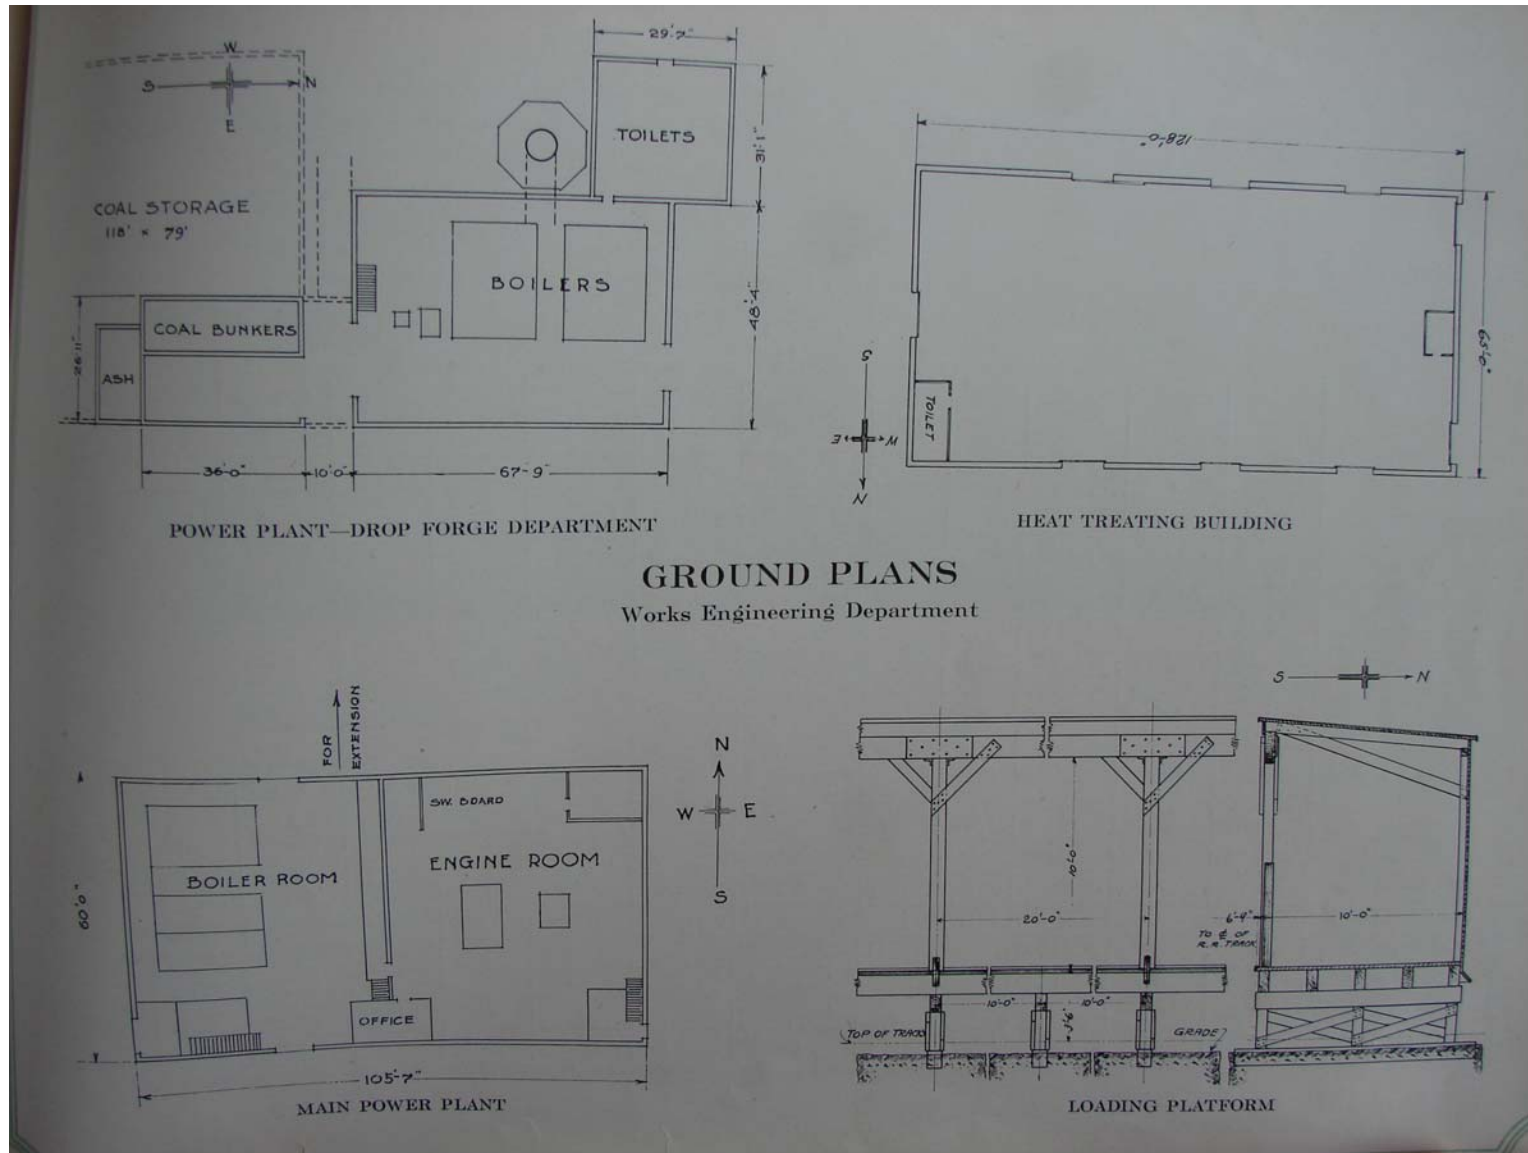 29'-7"
W
S
N
E
TOILETS
31'-1"
COAL STORAGE
118' × 79'
BOILERS
48'-4"
COAL BUNKERS
26'-11"
ASH
36'-0"
10'-0"
67'-9"
POWER PLANT—DROP FORGE DEPARTMENT
128'-0"
65'-0"
S
E
W
N
TOILET
HEAT TREATING BUILDING
GROUND PLANS
Works Engineering Department
FOR
EXTENSION
SW. BOARD
ENGINE ROOM
BOILER ROOM
OFFICE
60'-0"
105'-7"
N
W
E
S
MAIN POWER PLANT
S
N
10'-0"
20'-0"
6'-9"
TO ℄ OF
R.R. TRACK
10'-0"
10'-0"
10'-0"
TOP OF TRACK
GRADE
LOADING PLATFORM